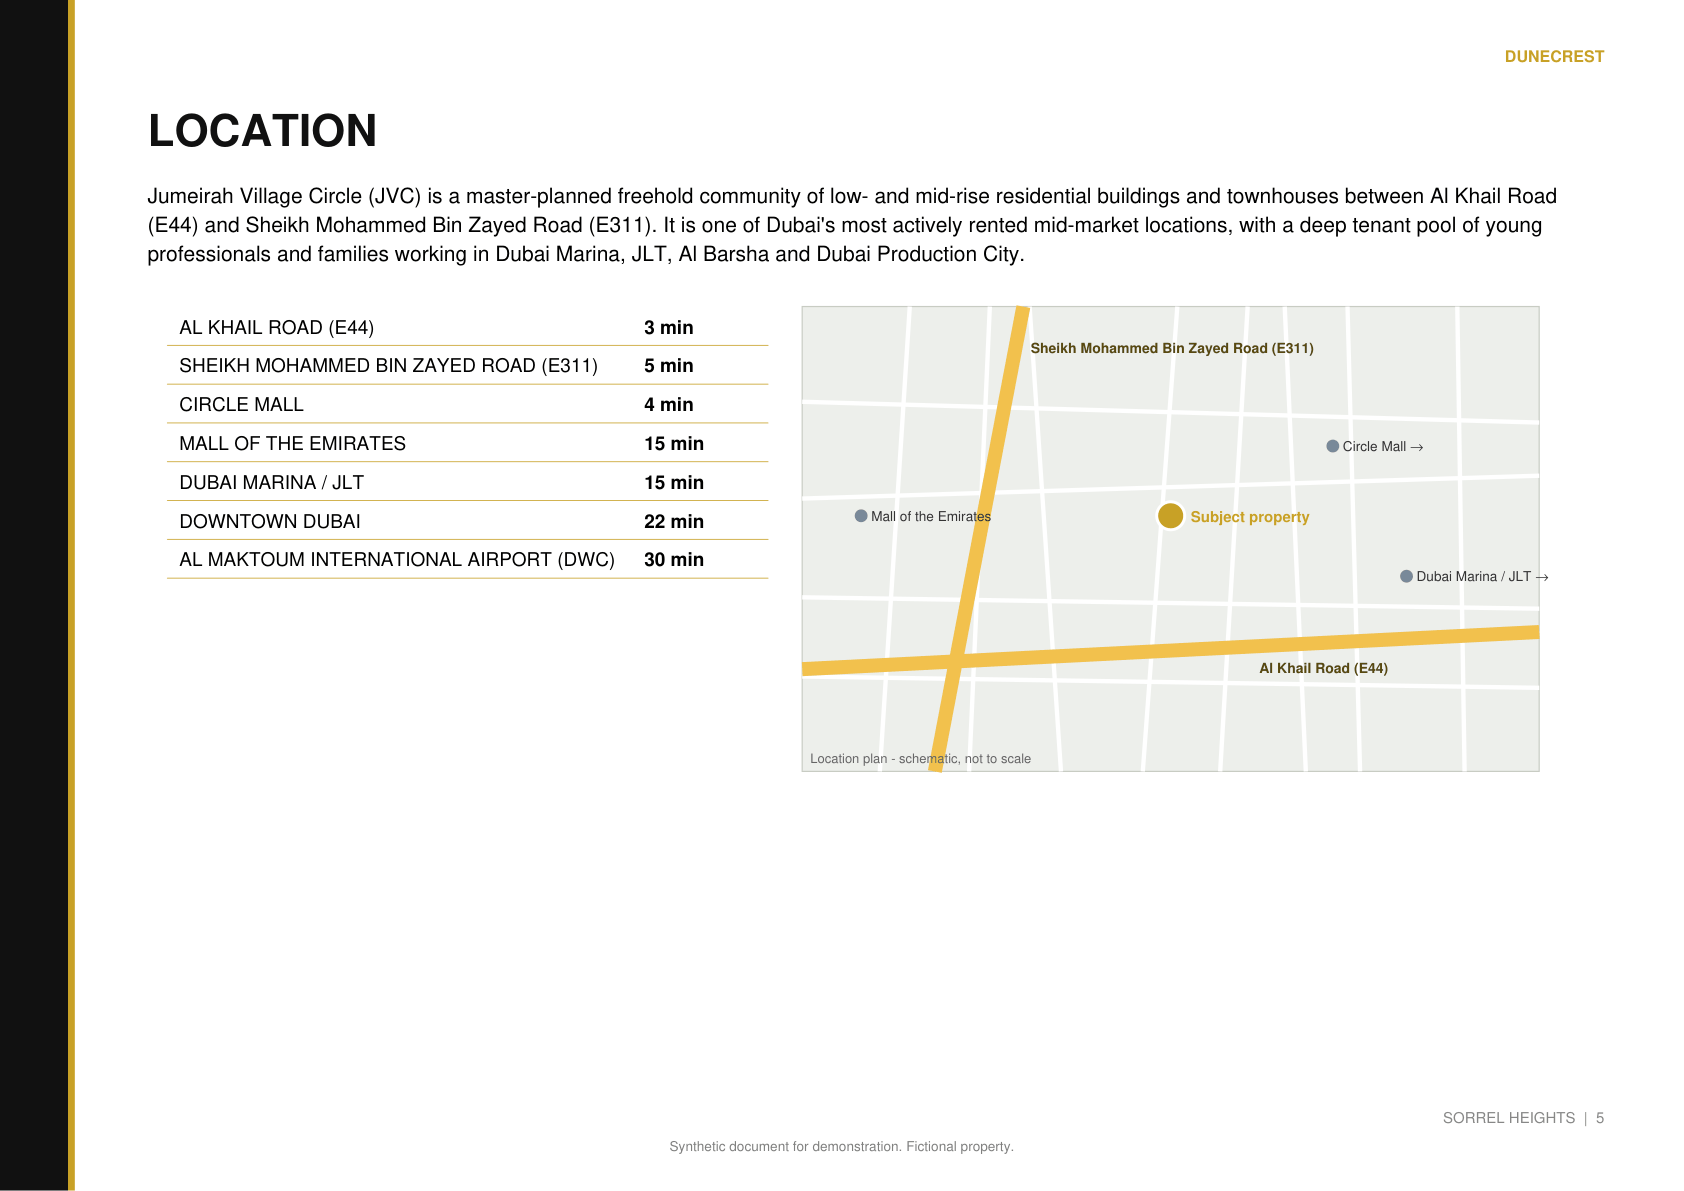 DUNECREST
LOCATION
Jumeirah Village Circle (JVC) is a master-planned freehold community of low- and mid-rise residential buildings and townhouses between Al Khail Road
(E44) and Sheikh Mohammed Bin Zayed Road (E311). It is one of Dubai's most actively rented mid-market locations, with a deep tenant pool of young
professionals and families working in Dubai Marina, JLT, Al Barsha and Dubai Production City.
AL KHAIL ROAD (E44) 3 min
SHEIKH MOHAMMED BIN ZAYED ROAD (E311) 5 min
CIRCLE MALL 4 min
MALL OF THE EMIRATES 15 min
DUBAI MARINA / JLT 15 min
DOWNTOWN DUBAI 22 min
AL MAKTOUM INTERNATIONAL AIRPORT (DWC) 30 min
Sheikh Mohammed Bin Zayed Road (E311)
Circle Mall →
Mall of the Emirates
Subject property
Dubai Marina / JLT →
Al Khail Road (E44)
Location plan - schematic, not to scale
SORREL HEIGHTS | 5
Synthetic document for demonstration. Fictional property.